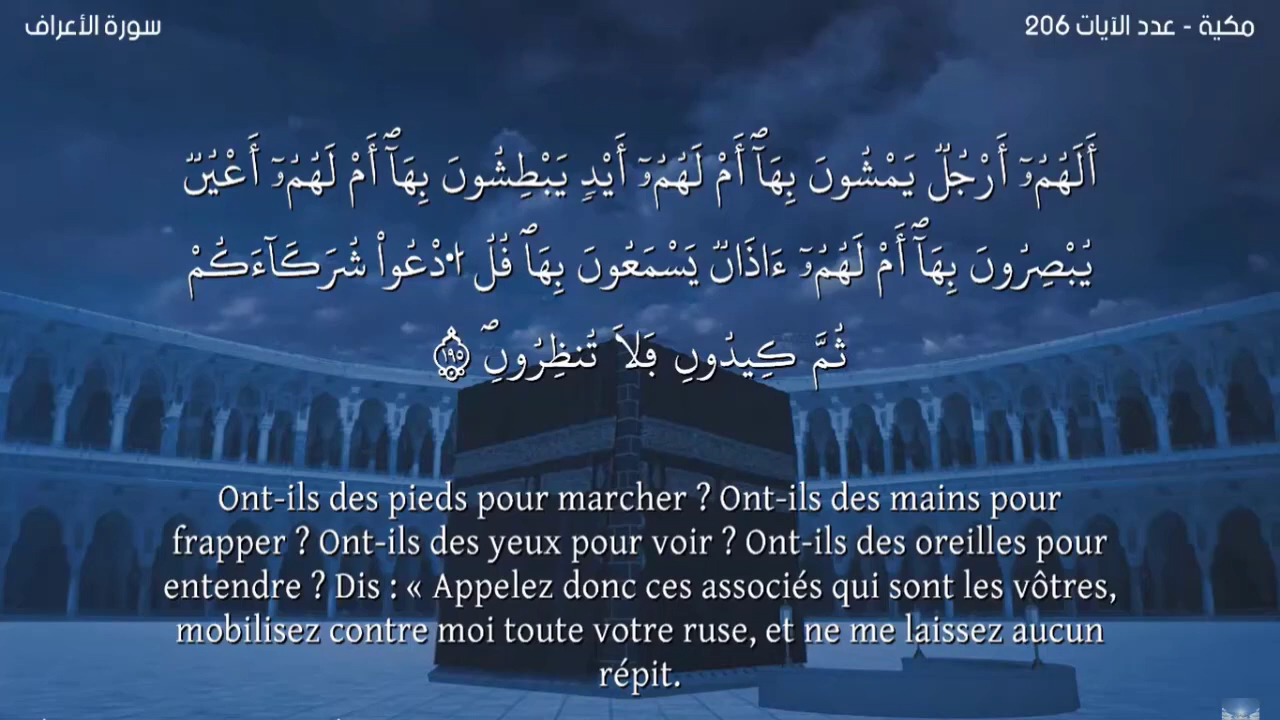 سورة الأعراف
مكية - عدد الآيات 206
أَلَهُمُۥٓ أَرْجُلٞ يَمْشُونَ بِهَآۖ أَمْ لَهُمُۥٓ أَيْدٖ يَبْطِشُونَ بِهَآۖ أَمْ لَهُمُۥٓ أَعْيُنٞ
يُبْصِرُونَ بِهَآۖ أَمْ لَهُمُۥٓ ءَاذَانٞ يَسْمَعُونَ بِهَاۖ قُلُ اُ۟دْعُواْ شُرَكَآءَكُمْ
ثُمَّ كِيدُونِ فَلَا تُنظِرُونِۖ ١٩٥
Ont-ils des pieds pour marcher ? Ont-ils des mains pour
frapper ? Ont-ils des yeux pour voir ? Ont-ils des oreilles pour
entendre ? Dis : « Appelez donc ces associés qui sont les vôtres,
mobilisez contre moi toute votre ruse, et ne me laissez aucun
répit.